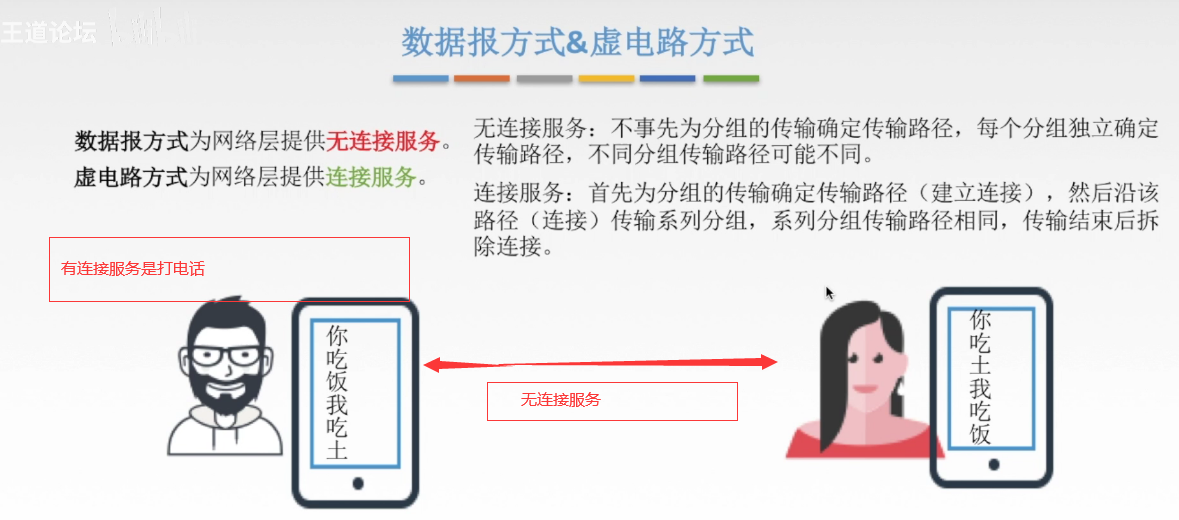 王道论坛
数据报方式&虚电路方式
数据报方式为网络层提供无连接服务。
虚电路方式为网络层提供连接服务。
无连接服务：不事先为分组的传输确定传输路径，每个分组独立确定
传输路径，不同分组传输路径可能不同。
连接服务：首先为分组的传输确定传输路径（建立连接），然后沿该
路径（连接）传输系列分组，系列分组传输路径相同，传输结束后拆
除连接。
有连接服务是打电话
你
吃
饭
我
吃
土
无连接服务
你
吃
土
我
吃
饭